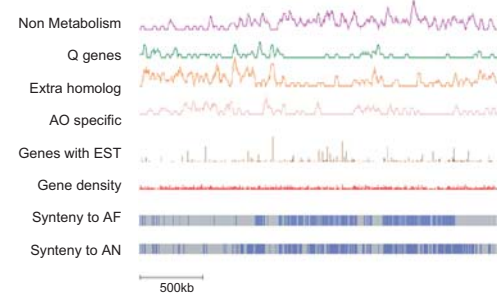 Non Metabolism
Q genes
Extra homolog
AO specific
Genes with EST
Gene density
Synteny to AF
Synteny to AN
500kb